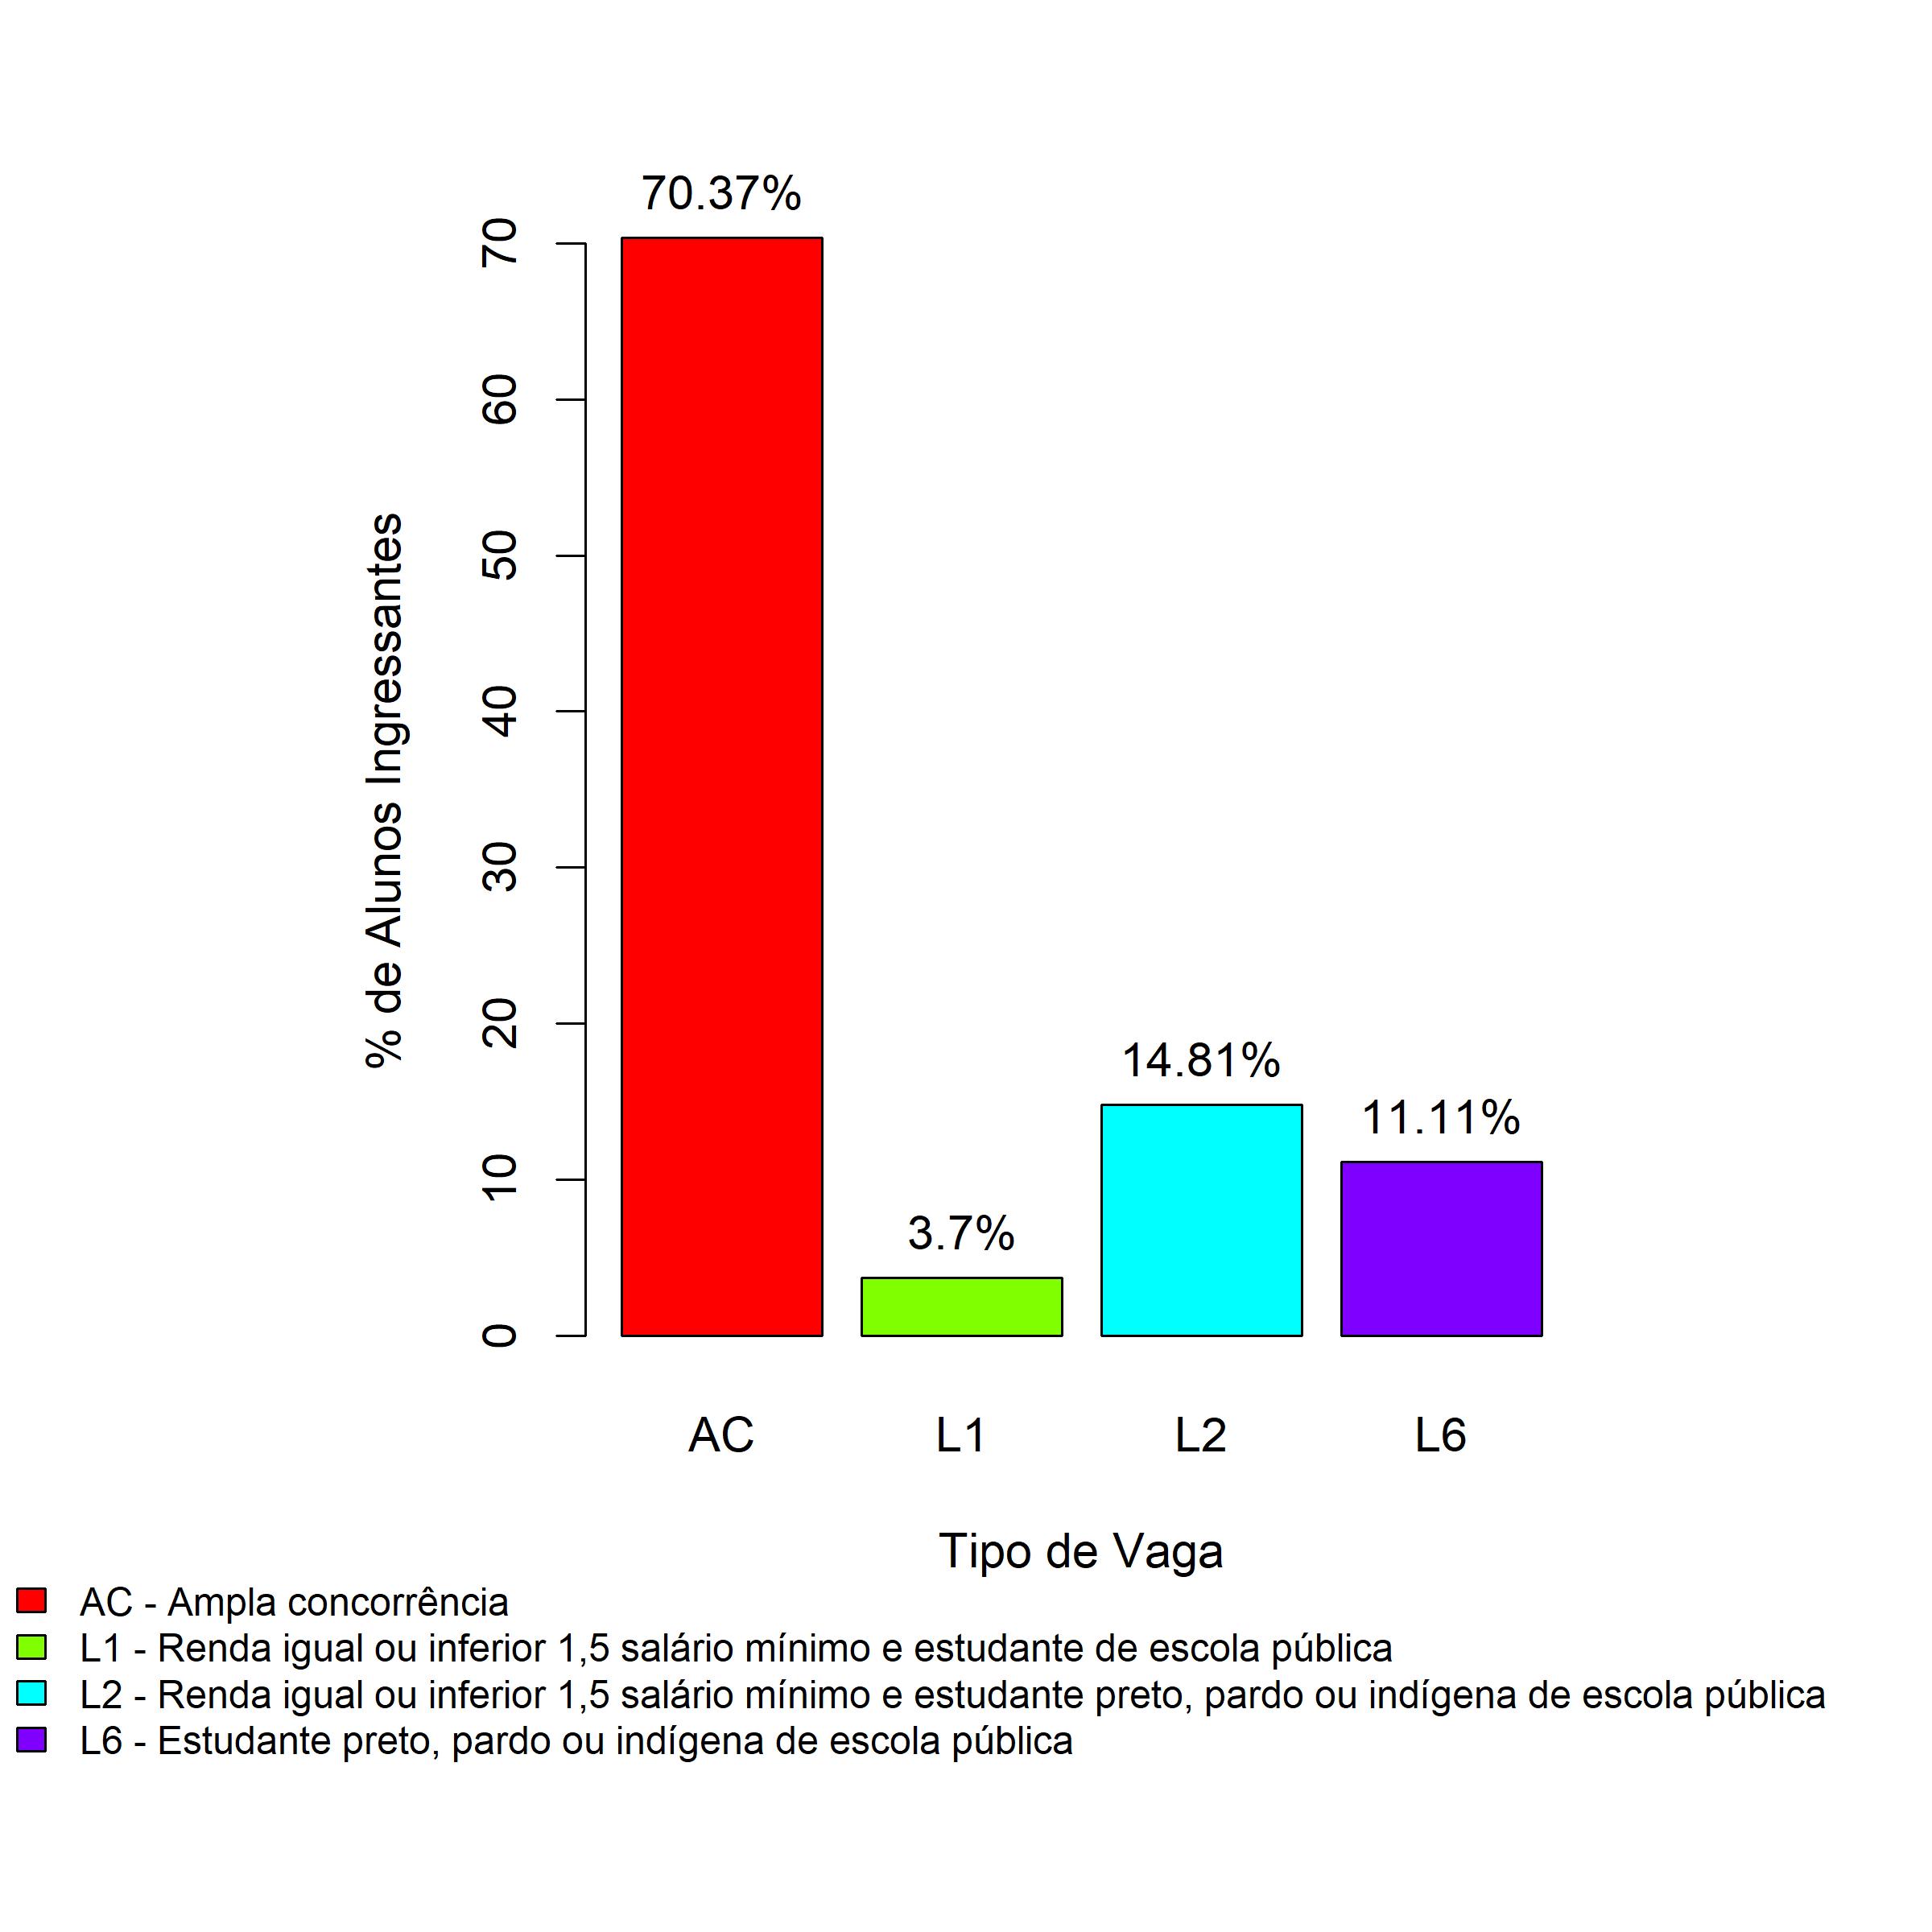 70.37%
70
60
50
40
30
20
10
0
% de Alunos Ingressantes
3.7%
14.81%
11.11%
AC
L1
L2
L6
Tipo de Vaga
AC - Ampla concorrência
L1 - Renda igual ou inferior 1,5 salário mínimo e estudante de escola pública
L2 - Renda igual ou inferior 1,5 salário mínimo e estudante preto, pardo ou indígena de escola pública
L6 - Estudante preto, pardo ou indígena de escola pública